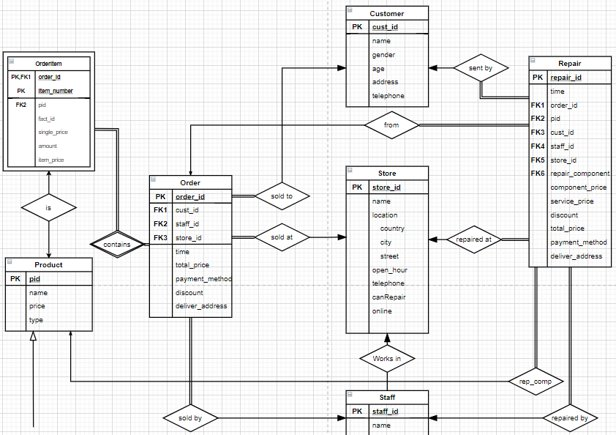 Customer
PK cust_id
name
gender
age
address
telephone
sent by
Repair
PK repair_id
time
FK1 order_id
FK2 pid
FK3 cust_id
FK4 staff_id
FK5 store_id
FK6 repair_component
component_price
service_price
discount
total_price
payment_method
deliver_address
OrderItem
PK,FK1 order_id
PK item_number
FK2 pid
fact_id
single_price
amount
item_price
from
Order
PK order_id
FK1 cust_id
FK2 staff_id
FK3 store_id
time
total_price
payment_method
discount
deliver_address
sold to
sold at
Store
PK store_id
name
location
country
city
street
open_hour
telephone
canRepair
online
repaired at
is
contains
Product
PK pid
name
price
type
Works in
rep_comp
sold by
Staff
PK staff_id
name
repaired by